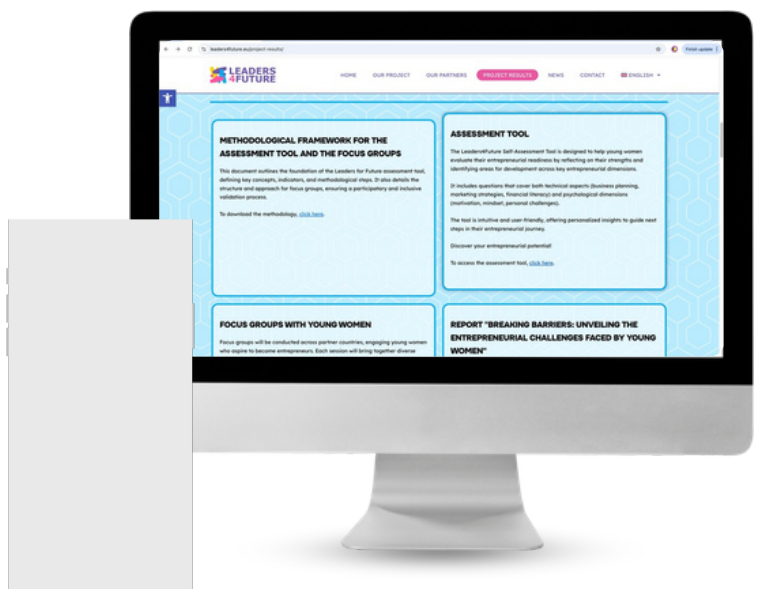 leaders4future.eu/project-results/
Finish update
LEADERS
4FUTURE
HOME OUR PROJECT OUR PARTNERS PROJECT RESULTS NEWS CONTACT ENGLISH
METHODOLOGICAL FRAMEWORK FOR THE
ASSESSMENT TOOL AND THE FOCUS GROUPS
This document outlines the foundation of the Leaders for Future assessment tool,
defining key concepts, indicators, and methodological steps. It also details the
structure and approach for focus groups, ensuring a participatory and inclusive
validation process.
To download the methodology, click here.
ASSESSMENT TOOL
The Leaders4Future Self-Assessment Tool is designed to help young women
evaluate their entrepreneurial readiness by reflecting on their strengths and
identifying areas for development across key entrepreneurial dimensions.
It includes questions that cover both technical aspects (business planning,
marketing strategies, financial literacy) and psychological dimensions
(motivation, mindset, personal challenges).
The tool is intuitive and user-friendly, offering personalized insights to guide next
steps in their entrepreneurial journey.
Discover your entrepreneurial potential!
To access the assessment tool, click here.
FOCUS GROUPS WITH YOUNG WOMEN
Focus groups will be conducted across partner countries, engaging young women
who aspire to become entrepreneurs. Each session will bring together diverse
REPORT "BREAKING BARRIERS: UNVEILING THE
ENTREPRENEURIAL CHALLENGES FACED BY YOUNG
WOMEN"